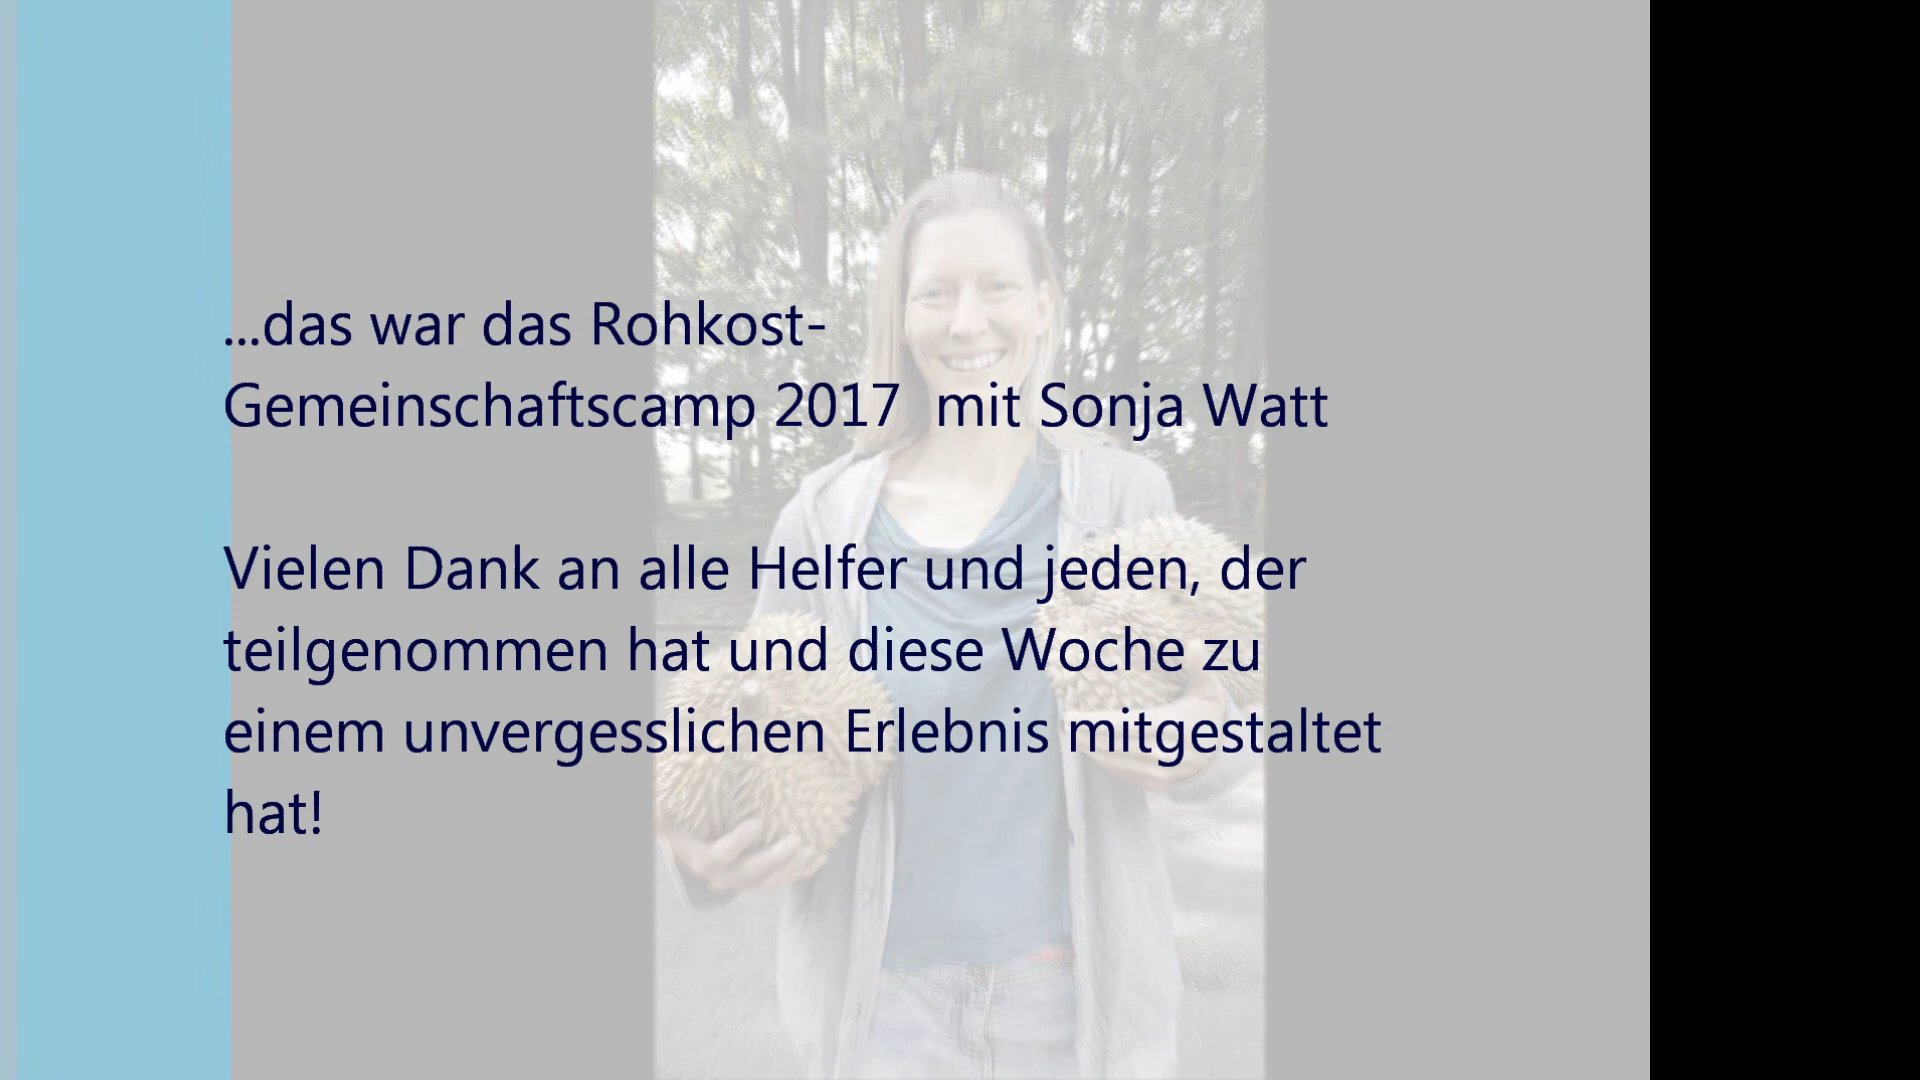 ...das war das Rohkost-
Gemeinschaftscamp 2017  mit Sonja Watt
Vielen Dank an alle Helfer und jeden, der
teilgenommen hat und diese Woche zu
einem unvergesslichen Erlebnis mitgestaltet
hat!